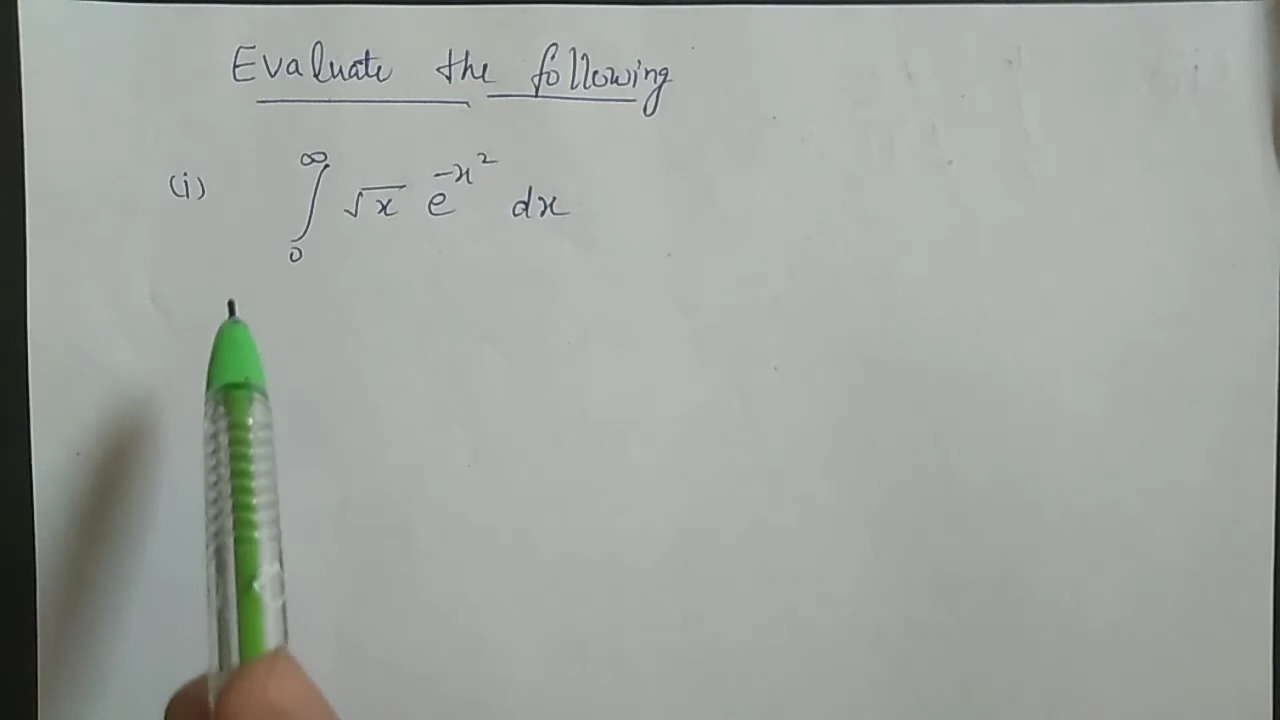 Evaluate the following
(i) ∫₀^∞ √x e^{-x²} dx